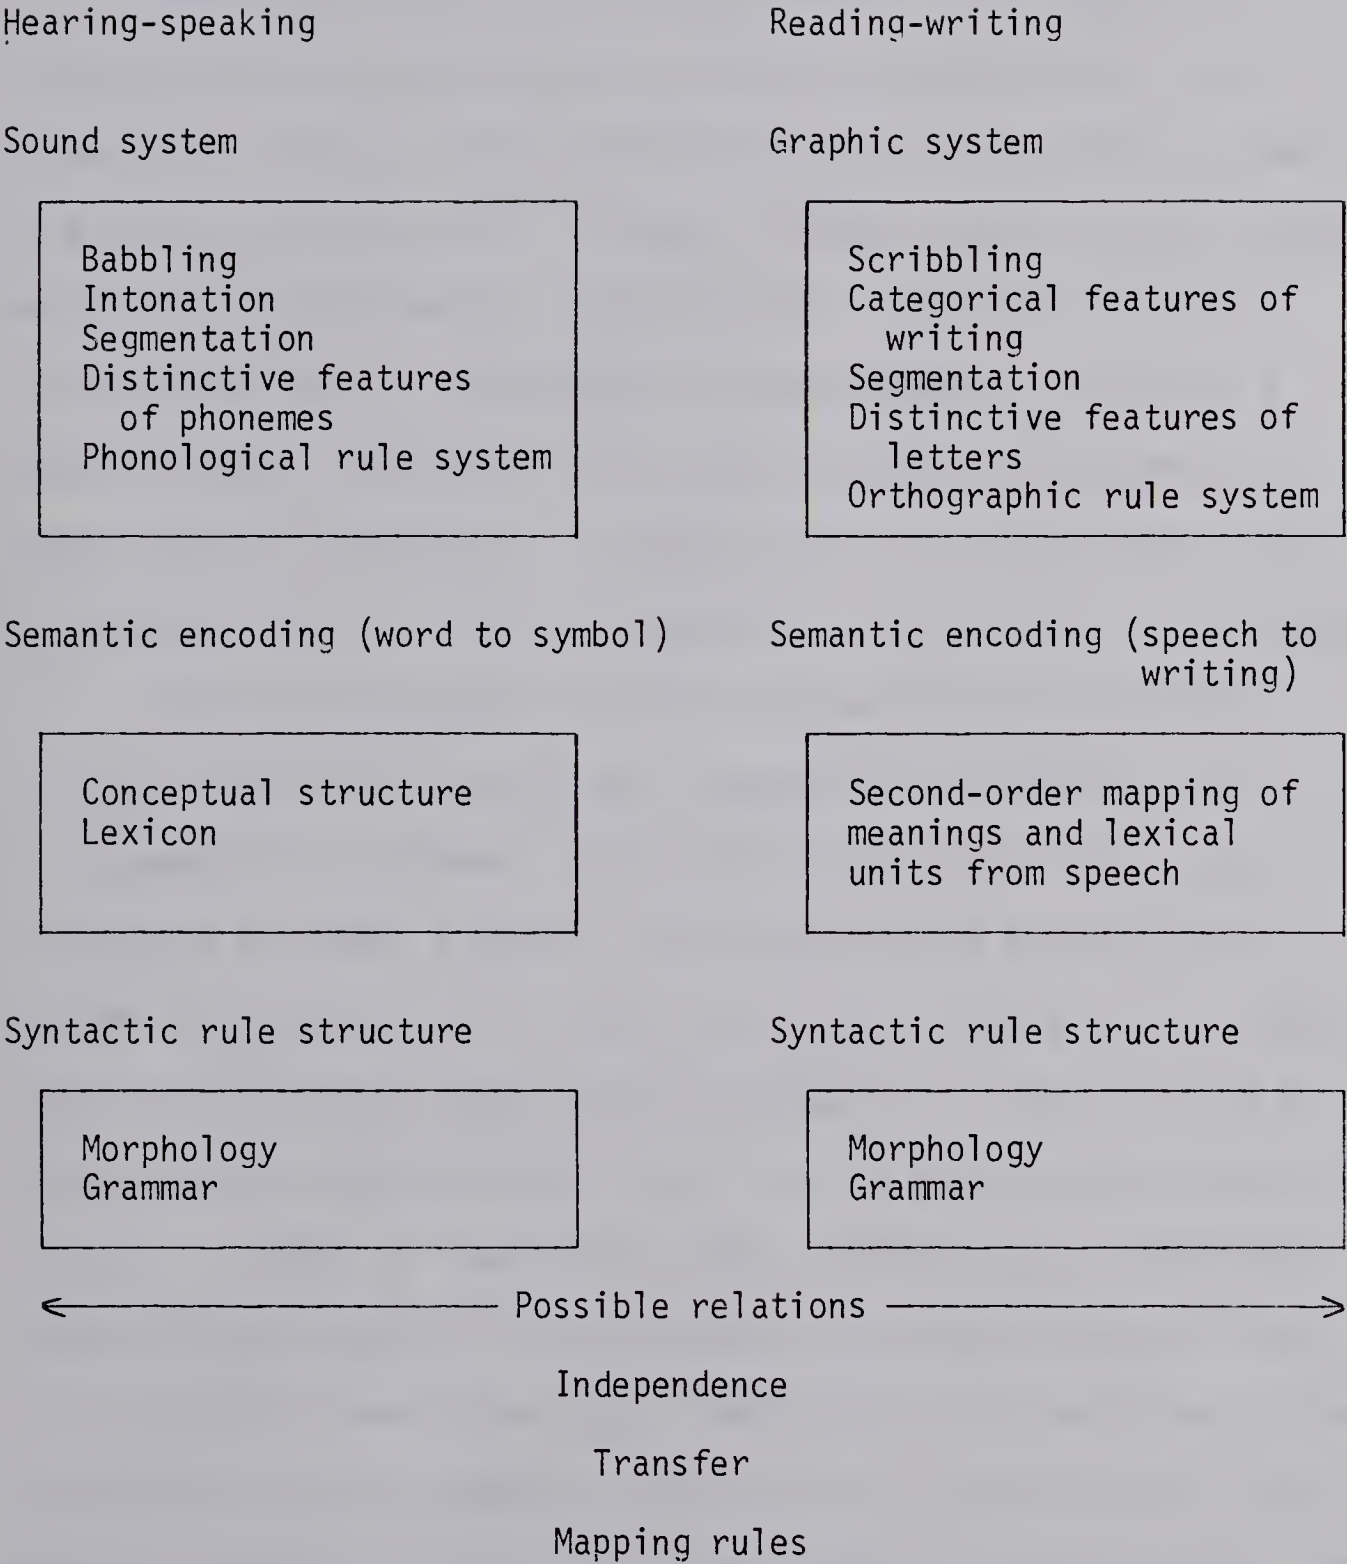 Hearing-speaking
Reading-writing
Sound system
Graphic system
Babbling
Intonation
Segmentation
Distinctive features
of phonemes
Phonological rule system
Scribbling
Categorical features of
writing
Segmentation
Distinctive features of
letters
Orthographic rule system
Semantic encoding (word to symbol)
Semantic encoding (speech to
writing)
Conceptual structure
Lexicon
Second-order mapping of
meanings and lexical
units from speech
Syntactic rule structure
Syntactic rule structure
Morphology
Grammar
Morphology
Grammar
Possible relations
Independence
Transfer
Mapping rules